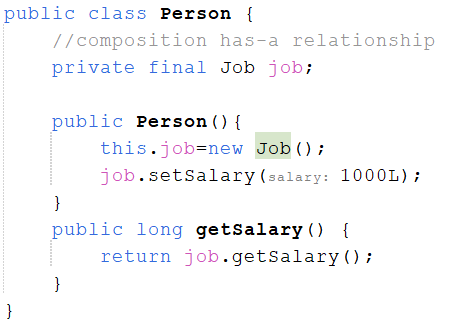 public class Person {
//composition has-a relationship
private final Job job;
public Person(){
this.job=new Job();
job.setSalary(salary: 1000L);
}
public long getSalary() {
return job.getSalary();
}
}